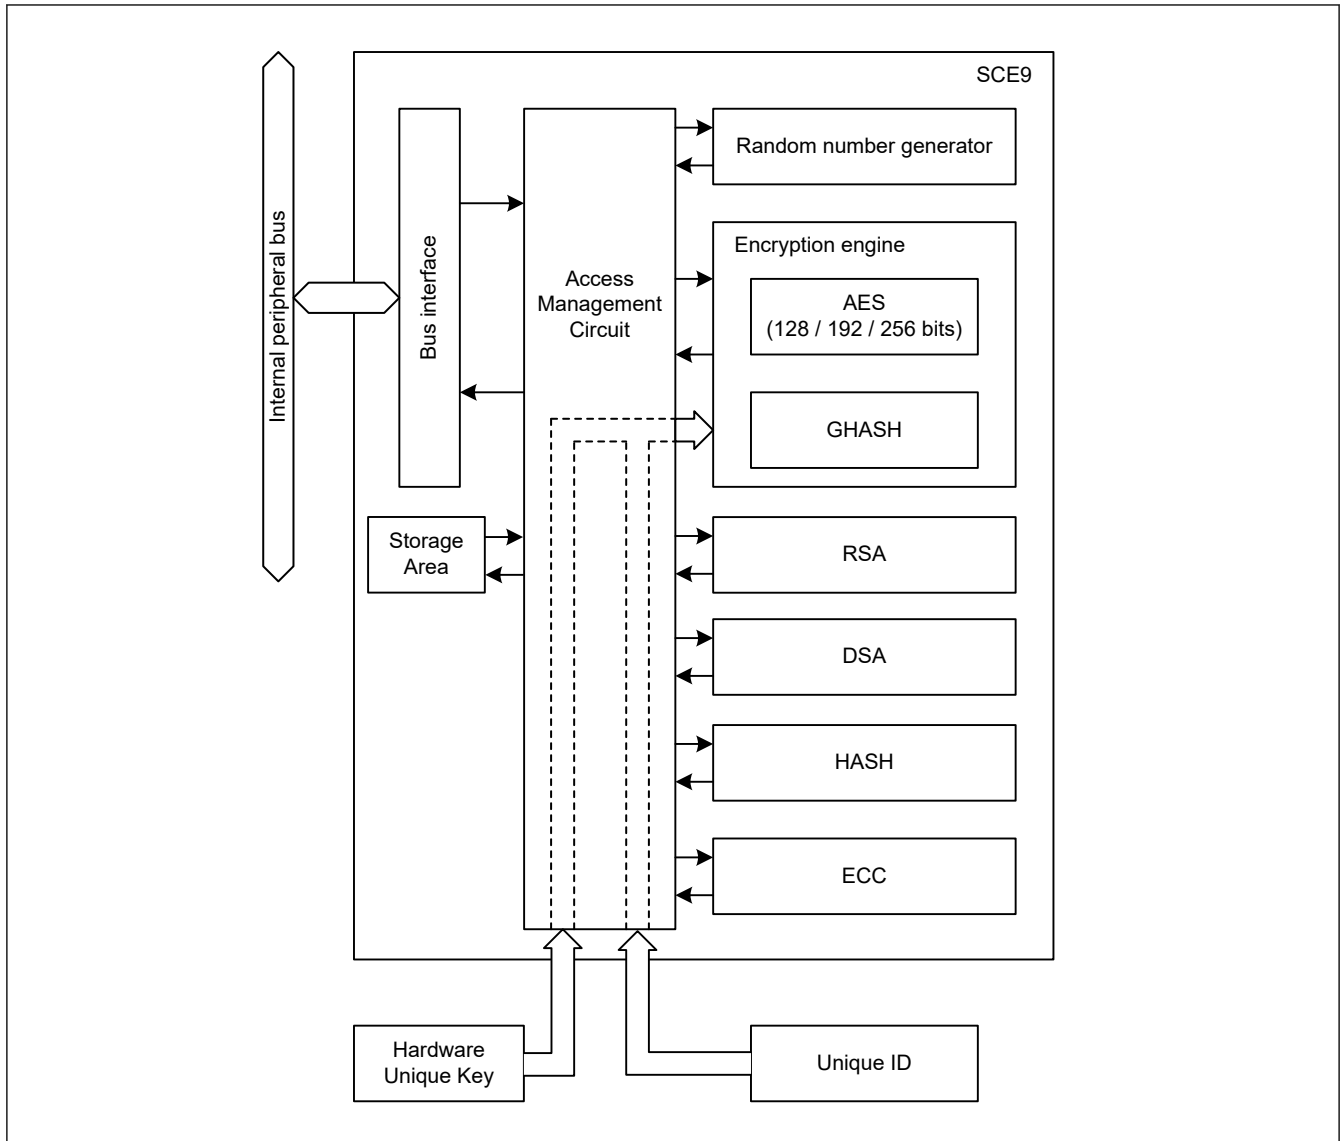 SCE9
Internal peripheral bus
Bus interface
Access
Management
Circuit
Random number generator
Encryption engine
AES
(128 / 192 / 256 bits)
GHASH
Storage
Area
RSA
DSA
HASH
ECC
Hardware
Unique Key
Unique ID